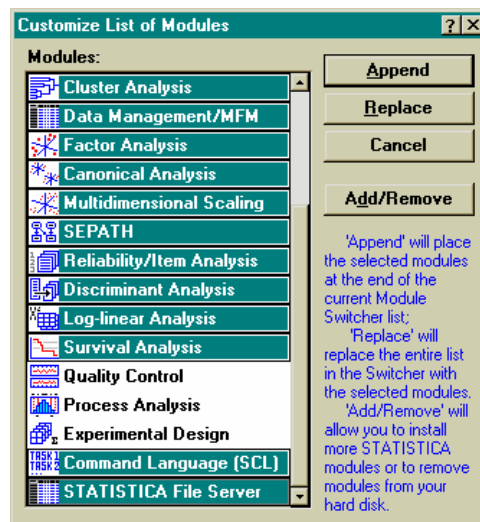 Customize List of Modules
Modules:
Cluster Analysis
Data Management/MFM
Factor Analysis
Canonical Analysis
Multidimensional Scaling
SEPATH
Reliability/Item Analysis
Discriminant Analysis
Log-linear Analysis
Survival Analysis
Quality Control
Process Analysis
Experimental Design
TASK1
TASK2
Command Language (SCL)
STATISTICA File Server
Append
Replace
Cancel
Add/Remove
'Append' will place
the selected modules
at the end of the
current Module
Switcher list;
'Replace' will
replace the entire list
in the Switcher with
the selected modules.
'Add/Remove' will
allow you to install
more STATISTICA
modules or to remove
modules from your
hard disk.